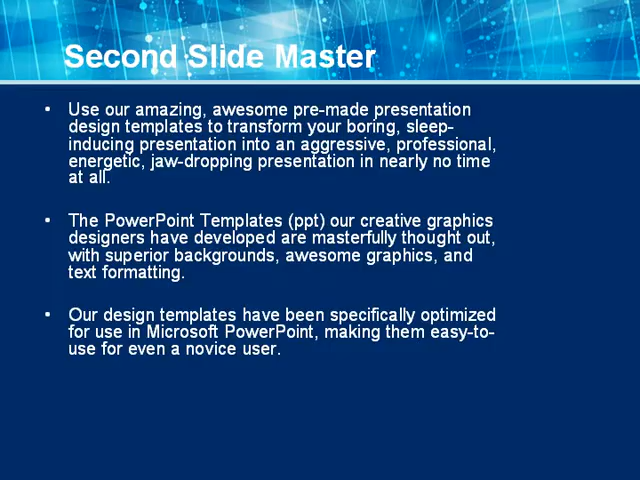 Second Slide Master
• Use our amazing, awesome pre-made presentation
design templates to transform your boring, sleep-
inducing presentation into an aggressive, professional,
energetic, jaw-dropping presentation in nearly no time
at all.
• The PowerPoint Templates (ppt) our creative graphics
designers have developed are masterfully thought out,
with superior backgrounds, awesome graphics, and
text formatting.
• Our design templates have been specifically optimized
for use in Microsoft PowerPoint, making them easy-to-
use for even a novice user.